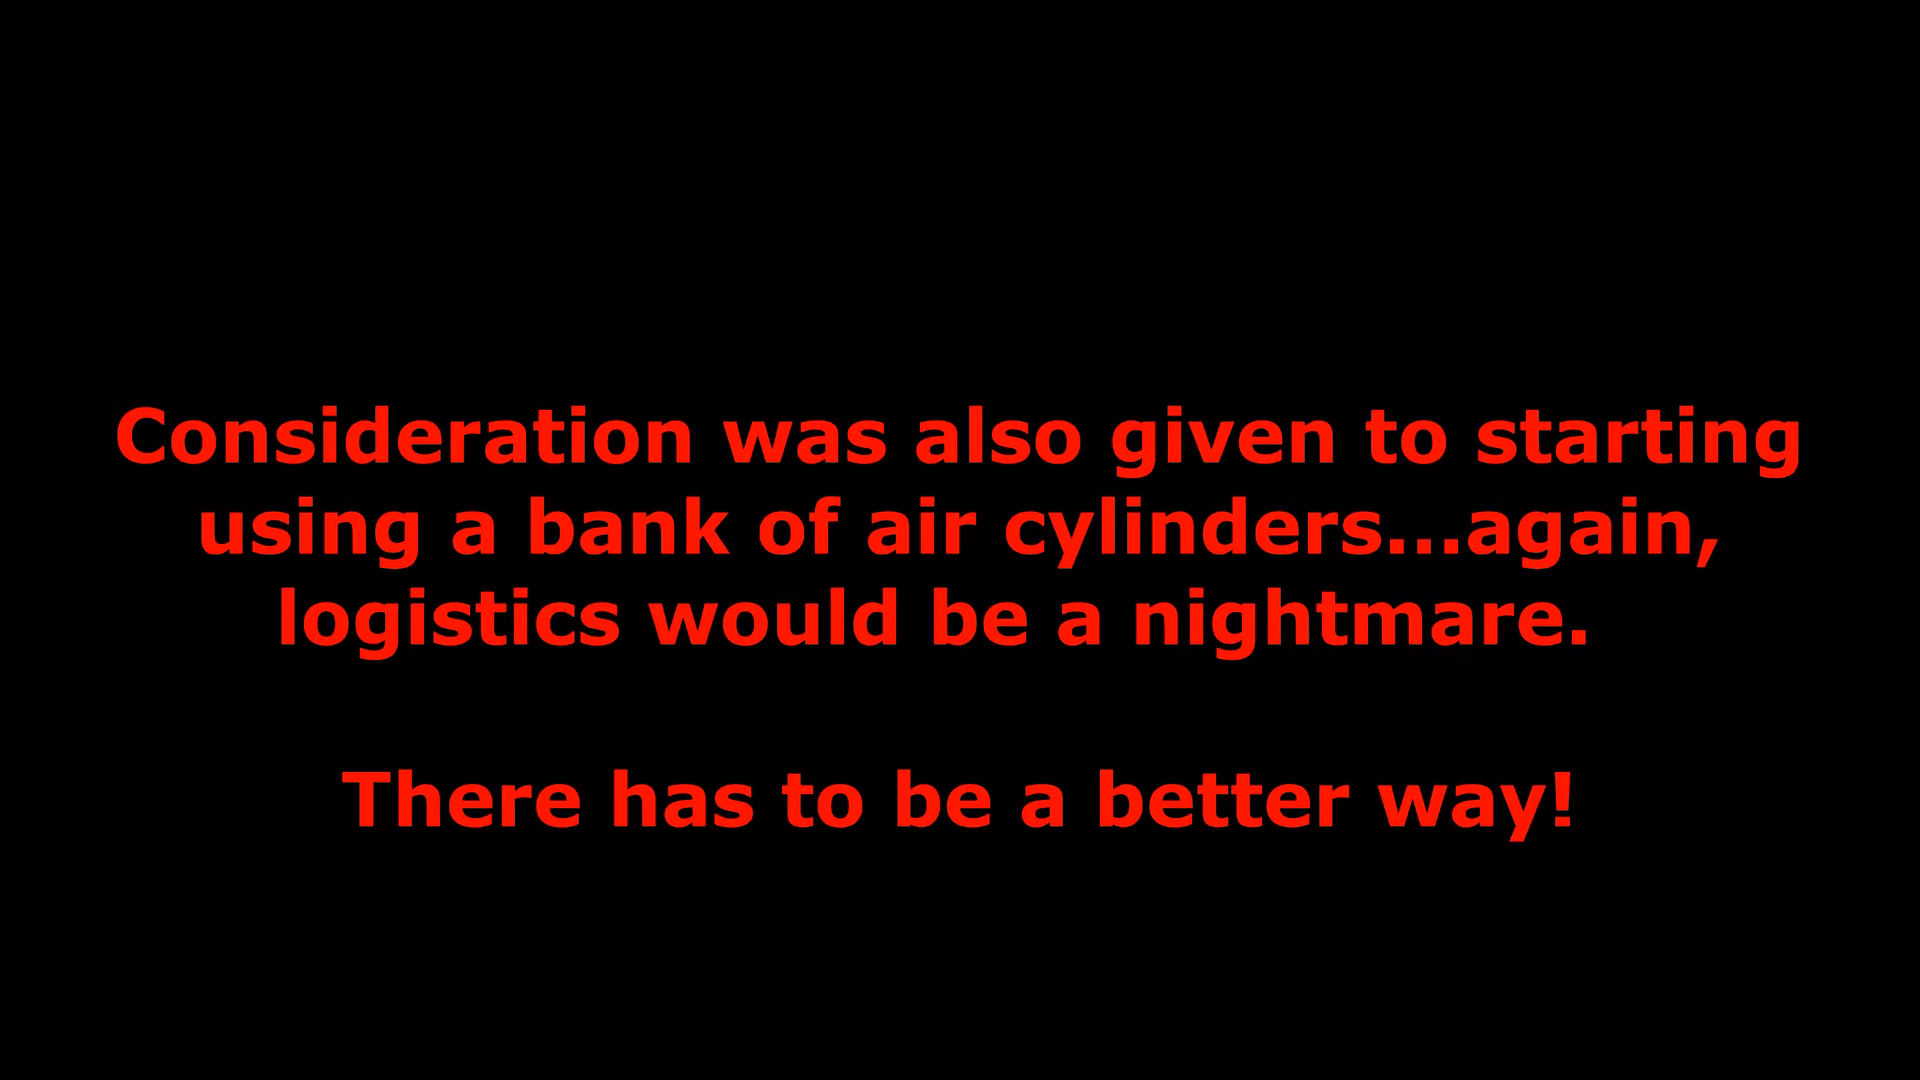 Consideration was also given to starting
using a bank of air cylinders...again,
logistics would be a nightmare.
There has to be a better way!